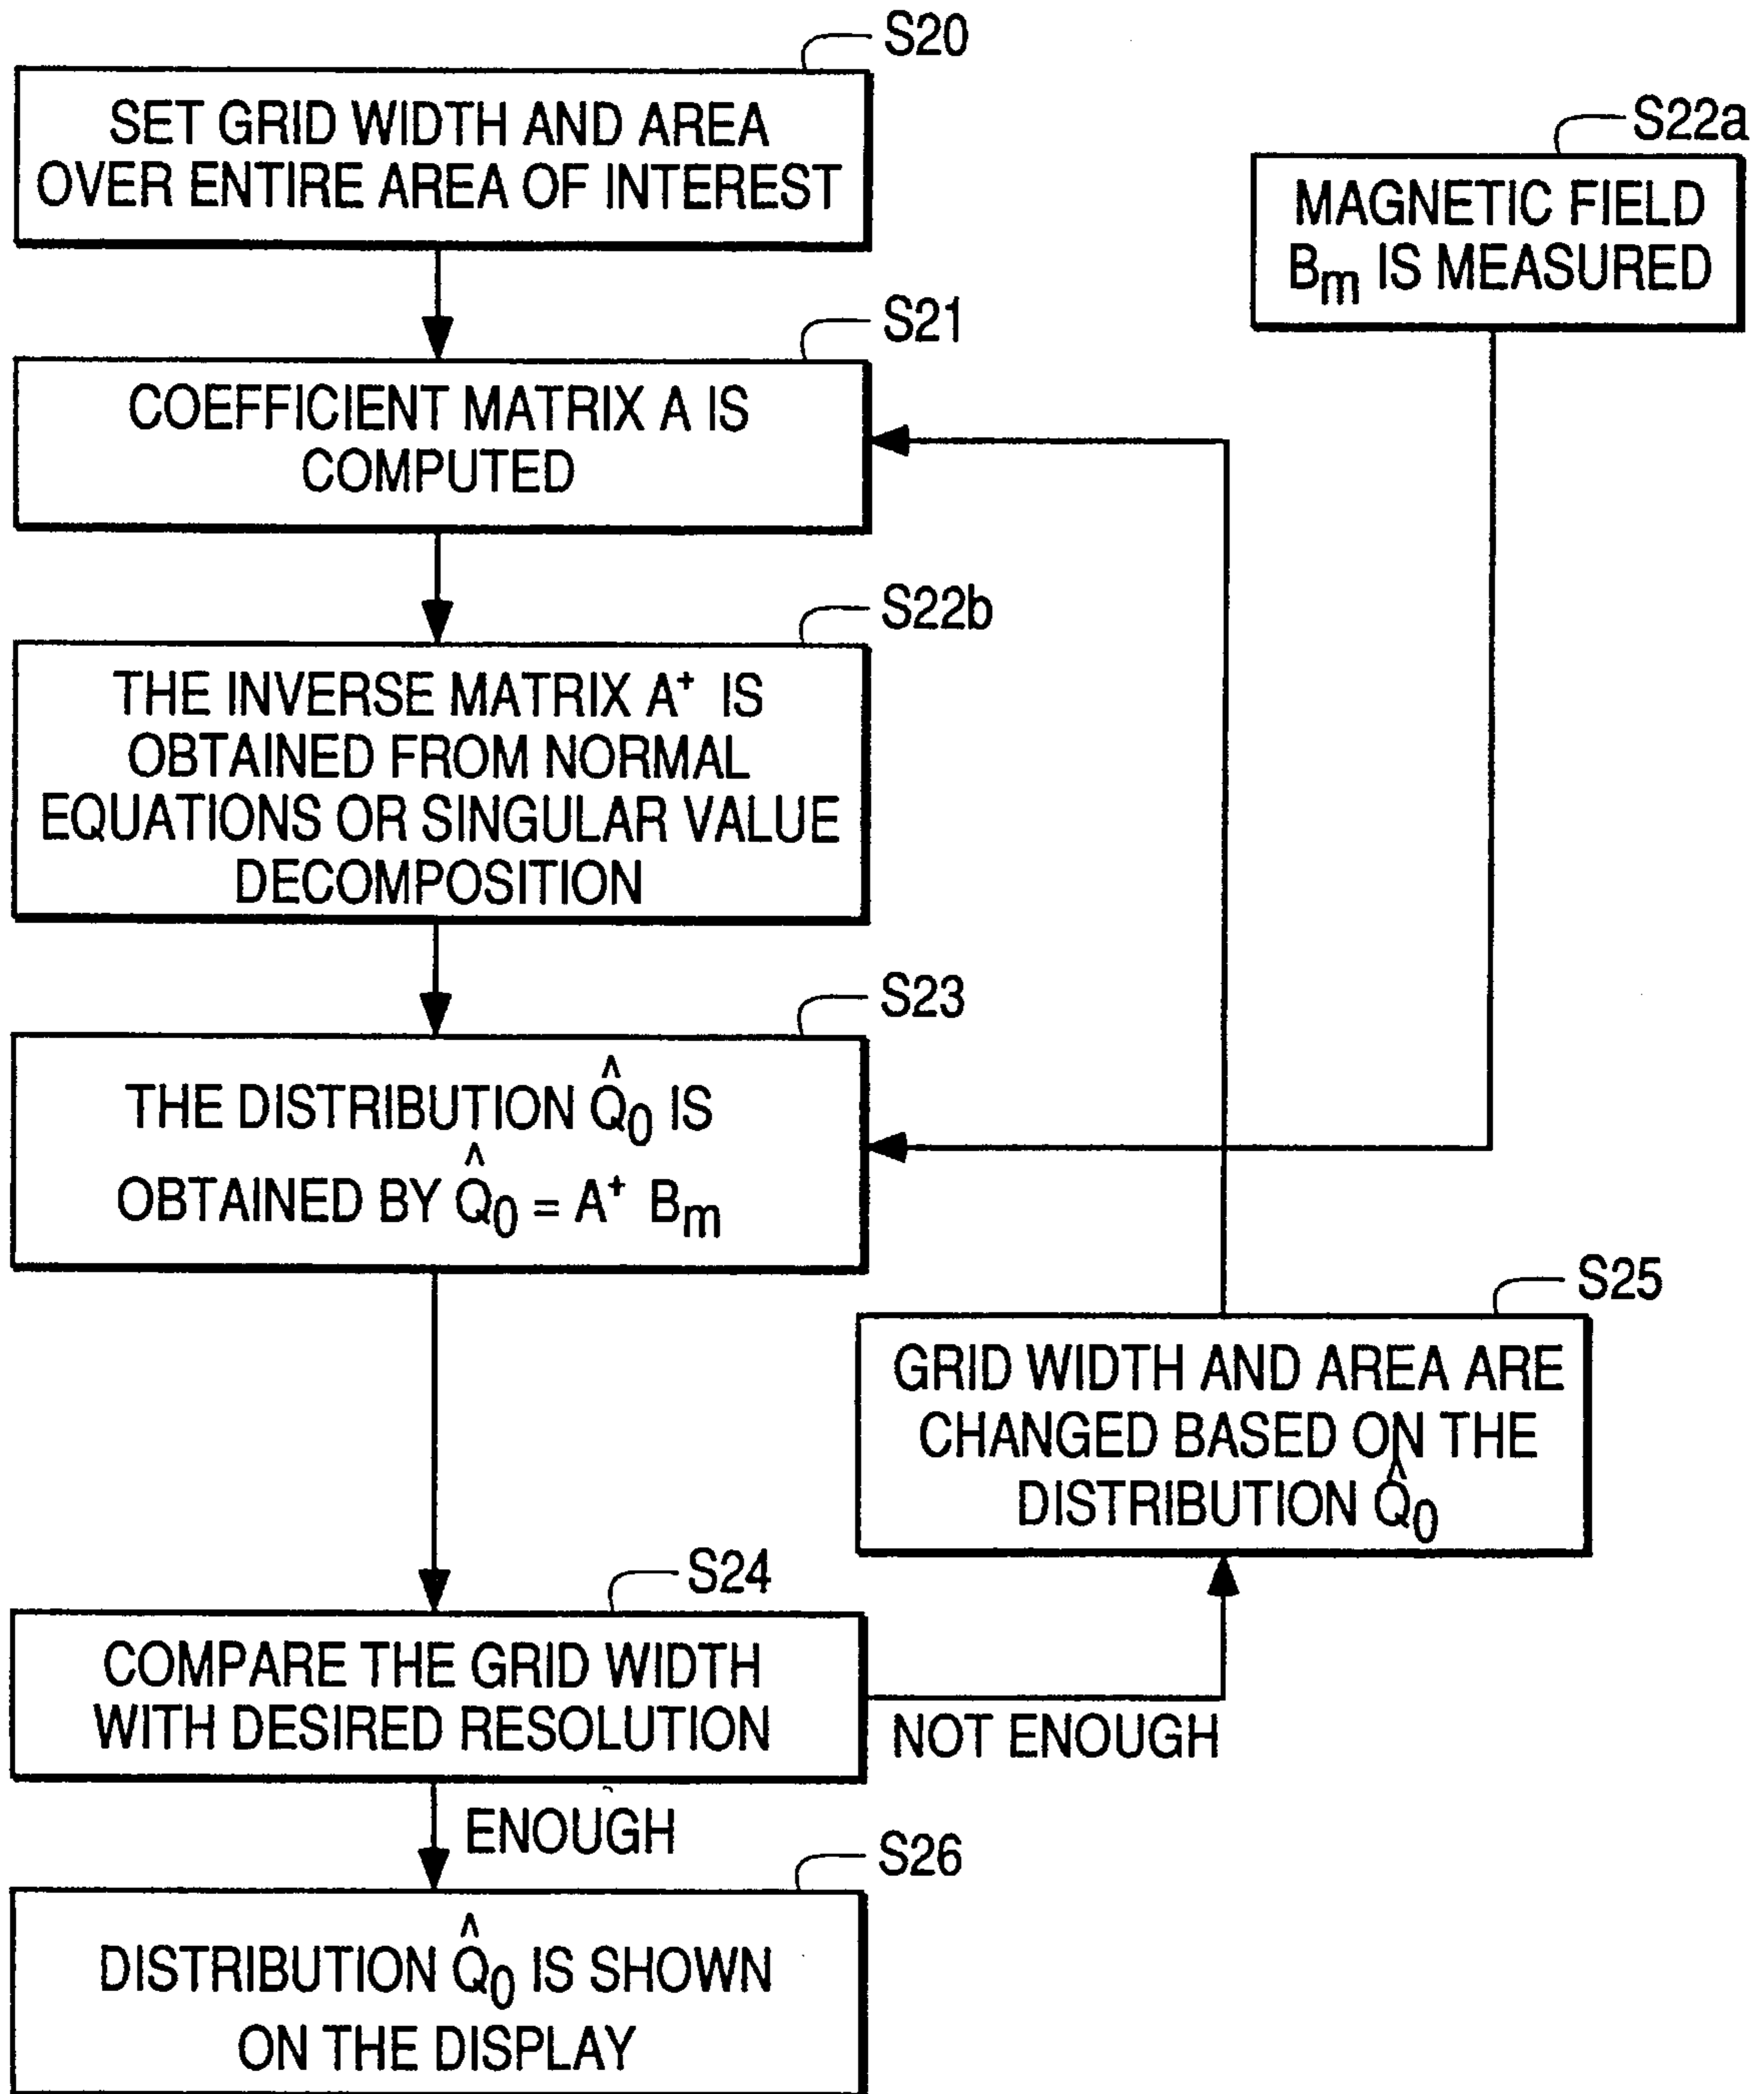 S20
SET GRID WIDTH AND AREA
OVER ENTIRE AREA OF INTEREST
S22a
MAGNETIC FIELD
Bm IS MEASURED
S21
COEFFICIENT MATRIX A IS
COMPUTED
S22b
THE INVERSE MATRIX A⁺ IS
OBTAINED FROM NORMAL
EQUATIONS OR SINGULAR VALUE
DECOMPOSITION
S23
THE DISTRIBUTION Q̂₀ IS
OBTAINED BY Q̂₀ = A⁺ Bm
S25
GRID WIDTH AND AREA ARE
CHANGED BASED ON THE
DISTRIBUTION Q̂₀
S24
COMPARE THE GRID WIDTH
WITH DESIRED RESOLUTION
NOT ENOUGH
ENOUGH
S26
DISTRIBUTION Q̂₀ IS SHOWN
ON THE DISPLAY